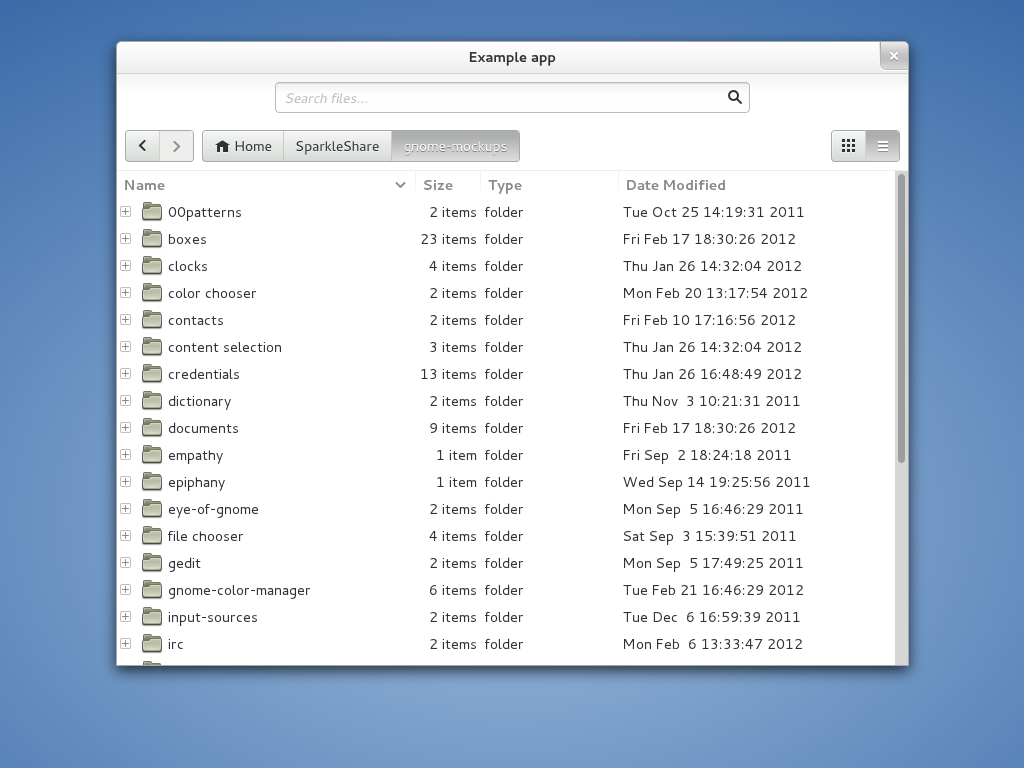 Example app
Search files...
Home SparkleShare gnome-mockups
Name Size Type Date Modified
00patterns 2 items folder Tue Oct 25 14:19:31 2011
boxes 23 items folder Fri Feb 17 18:30:26 2012
clocks 4 items folder Thu Jan 26 14:32:04 2012
color chooser 2 items folder Mon Feb 20 13:17:54 2012
contacts 2 items folder Fri Feb 10 17:16:56 2012
content selection 3 items folder Thu Jan 26 14:32:04 2012
credentials 13 items folder Thu Jan 26 16:48:49 2012
dictionary 2 items folder Thu Nov  3 10:21:31 2011
documents 9 items folder Fri Feb 17 18:30:26 2012
empathy 1 item folder Fri Sep  2 18:24:18 2011
epiphany 1 item folder Wed Sep 14 19:25:56 2011
eye-of-gnome 2 items folder Mon Sep  5 16:46:29 2011
file chooser 4 items folder Sat Sep  3 15:39:51 2011
gedit 2 items folder Mon Sep  5 17:49:25 2011
gnome-color-manager 6 items folder Tue Feb 21 16:46:29 2012
input-sources 2 items folder Tue Dec  6 16:59:39 2011
irc 2 items folder Mon Feb  6 13:33:47 2012